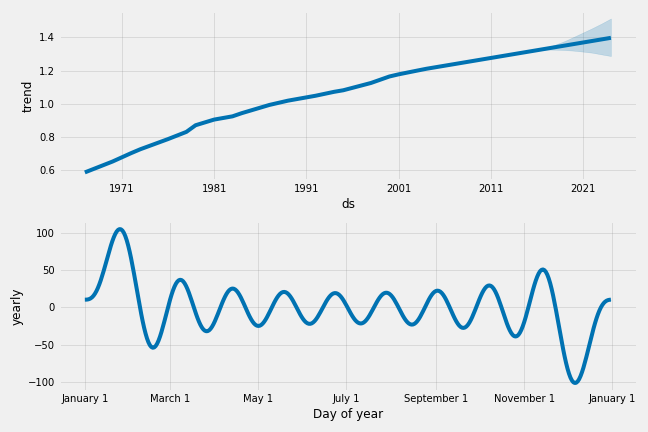 1.4
1.2
1.0
0.8
0.6
trend
1971 1981 1991 2001 2011 2021
ds
100
50
0
−50
−100
yearly
January 1 March 1 May 1 July 1 September 1 November 1 January 1
Day of year